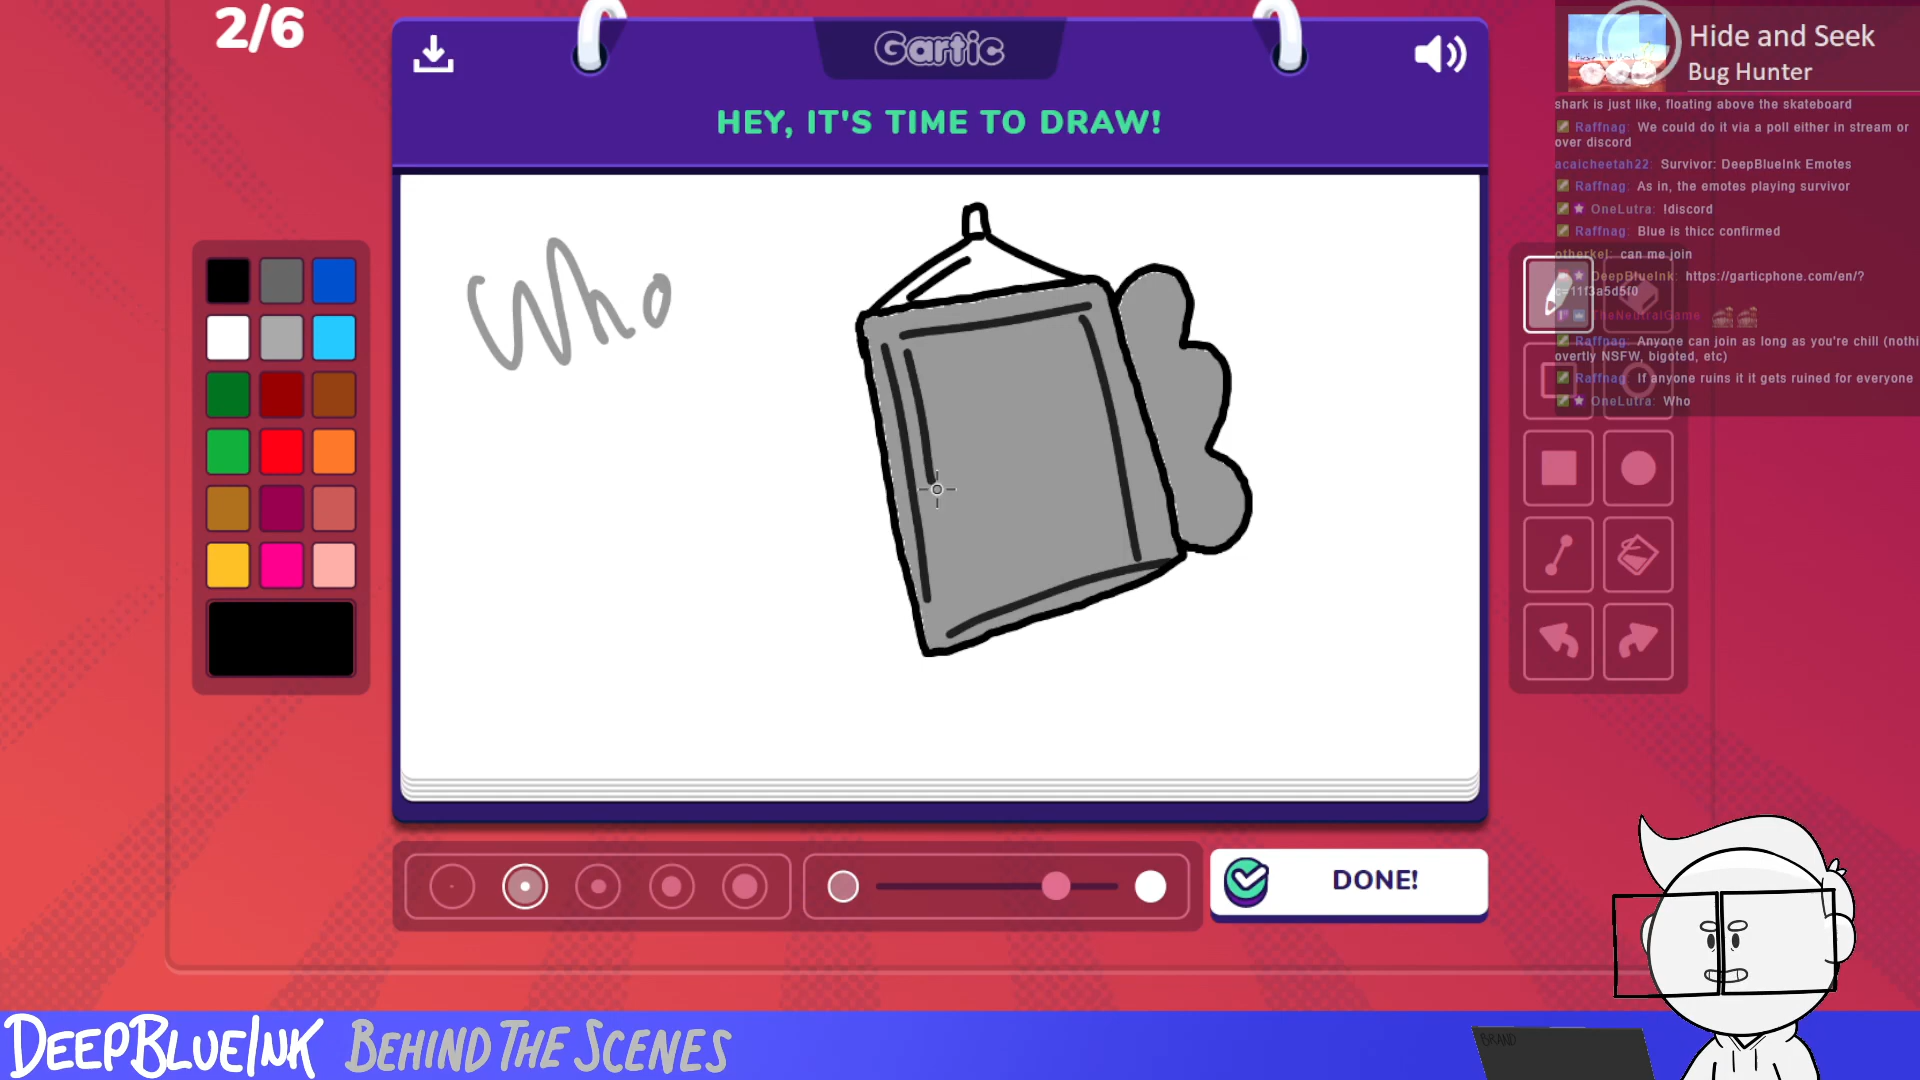 2/6
Gartic
HEY, IT'S TIME TO DRAW!
Who
Hide and Seek
Bug Hunter
shark is just like, floating above the skateboard
Raffnag: We could do it via a poll either in stream or
over discord
acaicheetah22: Survivor: DeepBlueInk Emotes
Raffnag: As in, the emotes playing survivor
OneLutra: !discord
Raffnag: Blue is thicc confirmed
otherkel: can me join
DeepBlueInk: https://garticphone.com/en/?
c=11f3a5d5f0
TheNeutralGame
Raffnag: Anyone can join as long as you're chill (nothi
overtly NSFW, bigoted, etc)
Raffnag: If anyone ruins it it gets ruined for everyone
OneLutra: Who
DONE!
DEEPBLUEINK BEHIND THE SCENES
BRAND